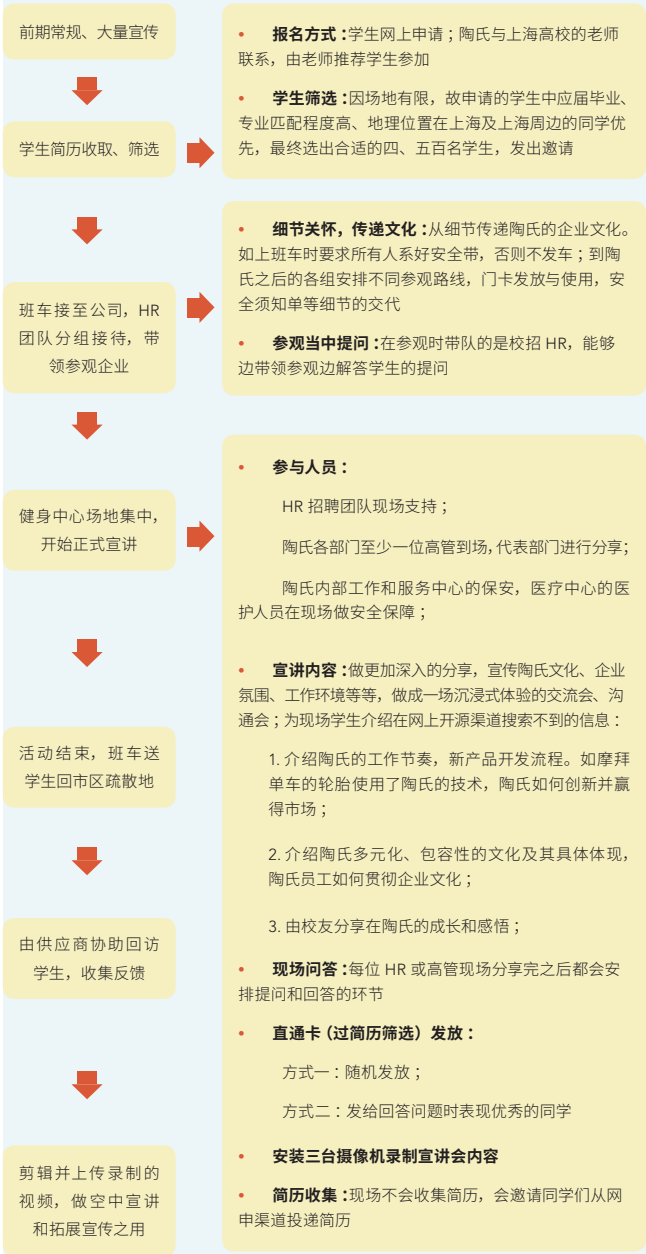 前期常规、大量宣传
• 报名方式：学生网上申请；陶氏与上海高校的老师
联系，由老师推荐学生参加
• 学生筛选：因场地有限，故申请的学生中应届毕业、
专业匹配程度高、地理位置在上海及上海周边的同学优
先，最终选出合适的四、五百名学生，发出邀请
学生简历收取、筛选
• 细节关怀，传递文化：从细节传递陶氏的企业文化。
如上班车时要求所有人系好安全带，否则不发车；到陶
氏之后的各组安排不同参观路线，门卡发放与使用，安
全须知单等细节的交代
• 参观当中提问：在参观时带队的是校招 HR，能够
边带领参观边解答学生的提问
班车接至公司，HR
团队分组接待，带
领参观企业
• 参与人员：
HR 招聘团队现场支持；
陶氏各部门至少一位高管到场，代表部门进行分享；
陶氏内部工作和服务中心的保安，医疗中心的医
护人员在现场做安全保障；
健身中心场地集中，
开始正式宣讲
• 宣讲内容：做更加深入的分享，宣传陶氏文化、企业
氛围、工作环境等等，做成一场沉浸式体验的交流会、沟
通会；为现场学生介绍在网上开源渠道搜索不到的信息：
1. 介绍陶氏的工作节奏，新产品开发流程。如摩拜
单车的轮胎使用了陶氏的技术，陶氏如何创新并赢
得市场；
2. 介绍陶氏多元化、包容性的文化及其具体体现，
陶氏员工如何贯彻企业文化；
3. 由校友分享在陶氏的成长和感悟；
活动结束，班车送
学生回市区疏散地
• 现场问答：每位 HR 或高管现场分享完之后都会安
排提问和回答的环节
• 直通卡（过简历筛选）发放：
方式一：随机发放；
方式二：发给回答问题时表现优秀的同学
由供应商协助回访
学生，收集反馈
• 安装三台摄像机录制宣讲会内容
• 简历收集：现场不会收集简历，会邀请同学们从网
申渠道投递简历
剪辑并上传录制的
视频，做空中宣讲
和拓展宣传之用